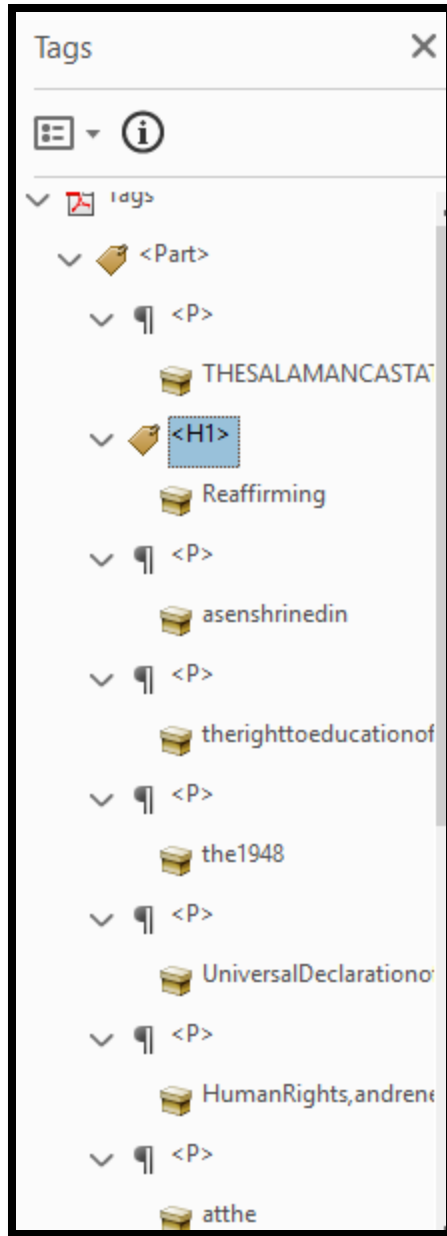 Tags
Tags
<Part>
<P>
THESALAMANCASTAT
<H1>
Reaffirming
<P>
asenshrinedin
<P>
therighttoeducationof
<P>
the1948
<P>
UniversalDeclarationo
<P>
HumanRights,andrene
<P>
atthe